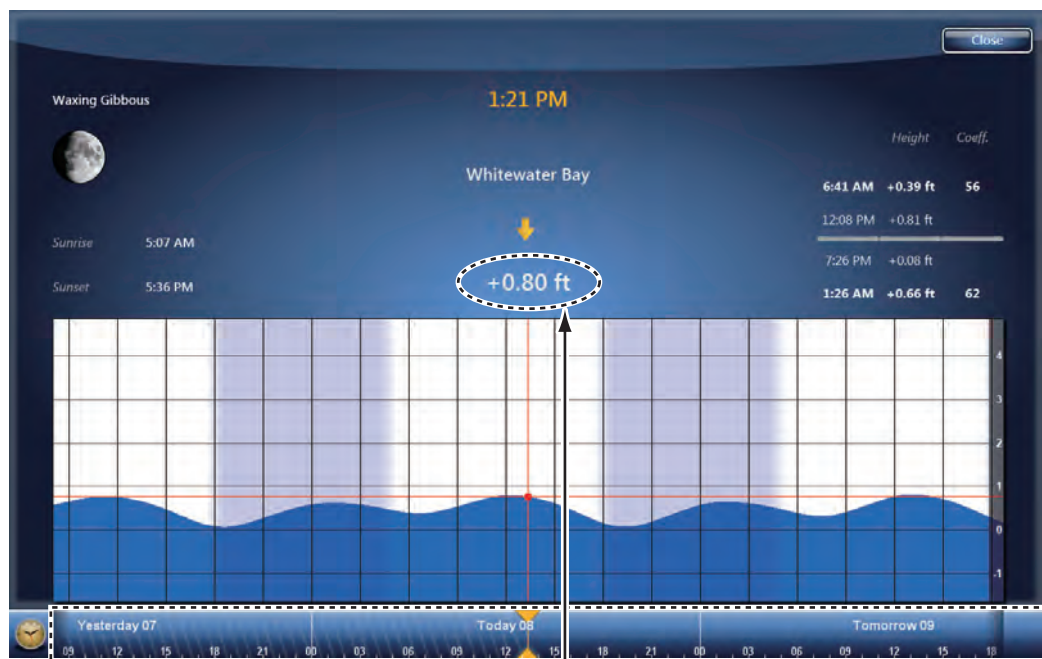 Close
Waxing Gibbous
1:21 PM
Height Coeff.
Whitewater Bay
6:41 AM +0.39 ft 56
12:08 PM +0.81 ft
Sunrise 5:07 AM
7:26 PM +0.08 ft
Sunset 5:36 PM
+0.80 ft
1:26 AM +0.66 ft 62
4
3
2
1
0
-1
Yesterday 07 Today 08 Tomorrow 09
09 12 15 18 21 00 03 06 09 12 15 18 21 00 03 06 09 12 15 18